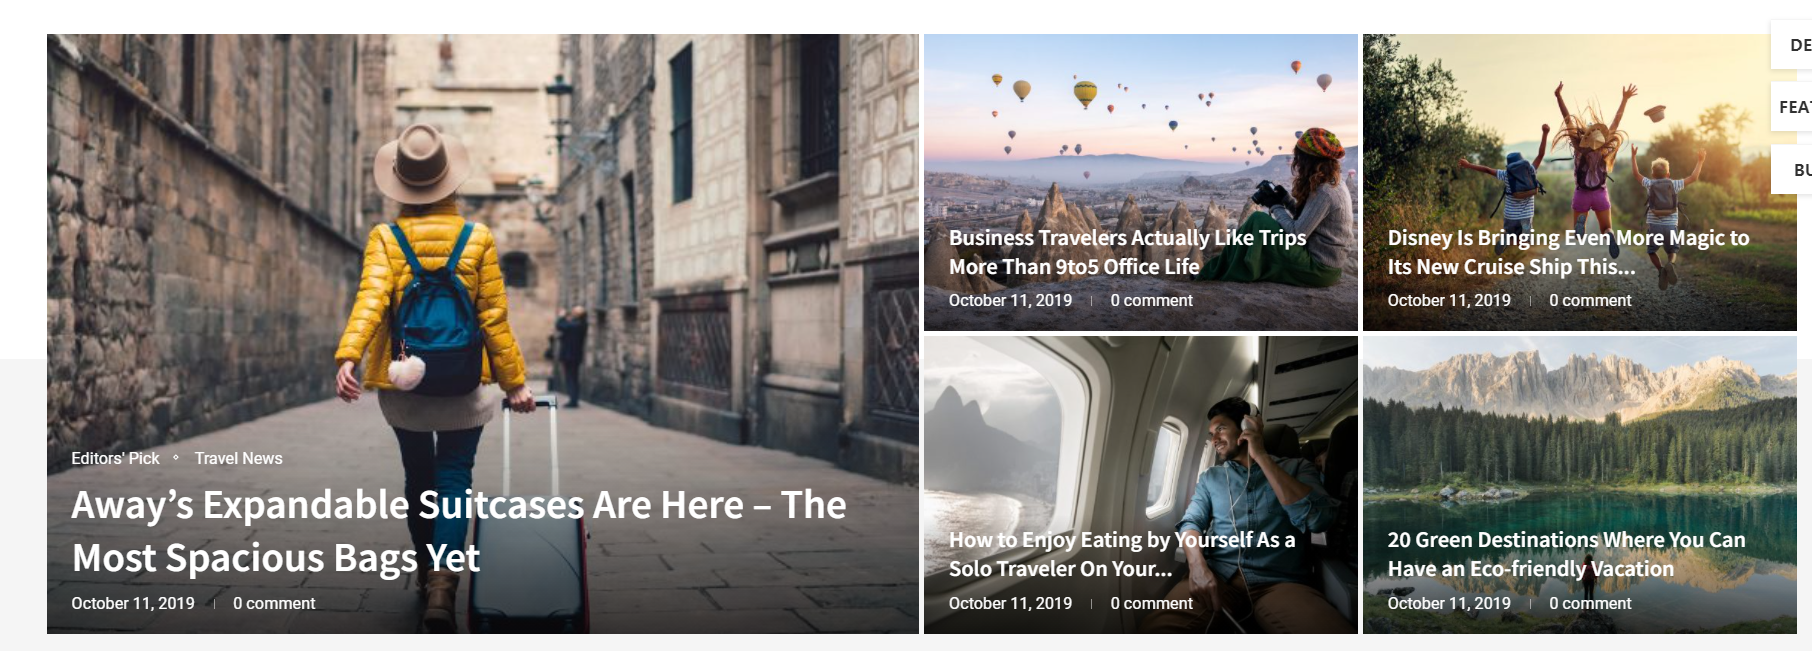 Editors' Pick ⋄ Travel News
Away’s Expandable Suitcases Are Here – The
Most Spacious Bags Yet
October 11, 2019 | 0 comment
Business Travelers Actually Like Trips
More Than 9to5 Office Life
October 11, 2019 | 0 comment
Disney Is Bringing Even More Magic to
Its New Cruise Ship This...
October 11, 2019 | 0 comment
How to Enjoy Eating by Yourself As a
Solo Traveler On Your...
October 11, 2019 | 0 comment
20 Green Destinations Where You Can
Have an Eco-friendly Vacation
October 11, 2019 | 0 comment
DE
FEAT
BU